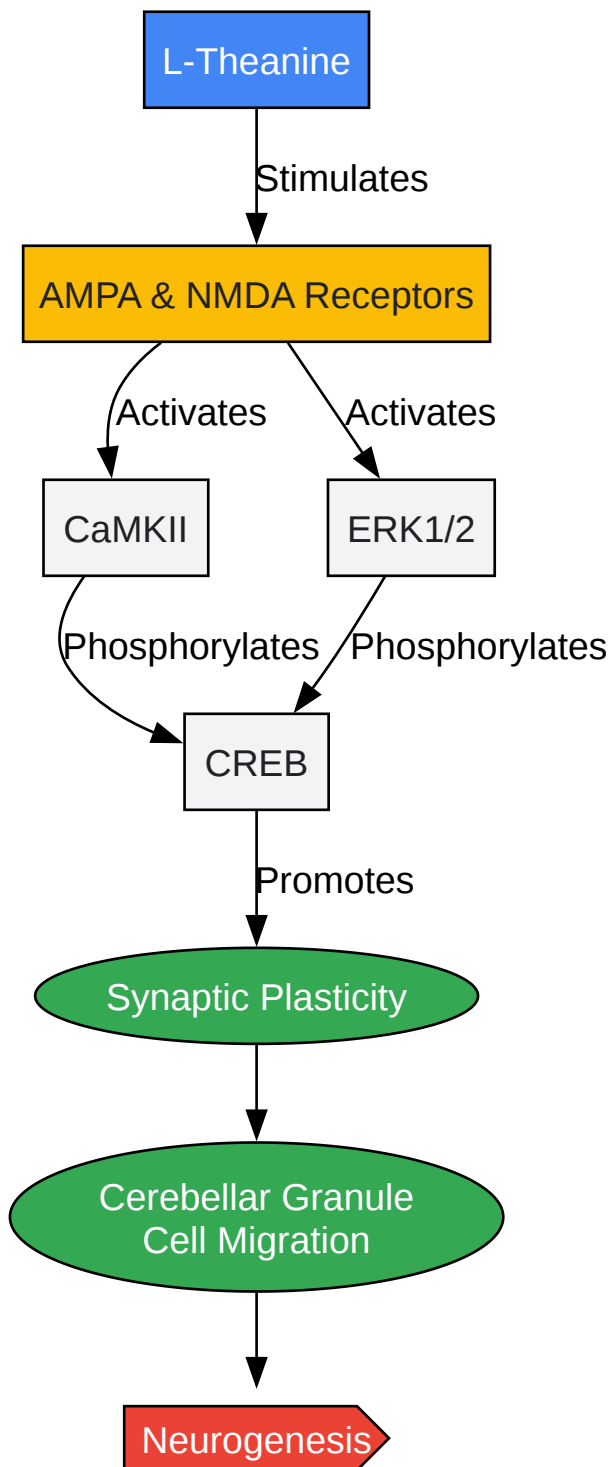 L-Theanine
Stimulates
AMPA & NMDA Receptors
Activates
Activates
CaMKII
ERK1/2
Phosphorylates
Phosphorylates
CREB
Promotes
Synaptic Plasticity
Cerebellar Granule
Cell Migration
Neurogenesis